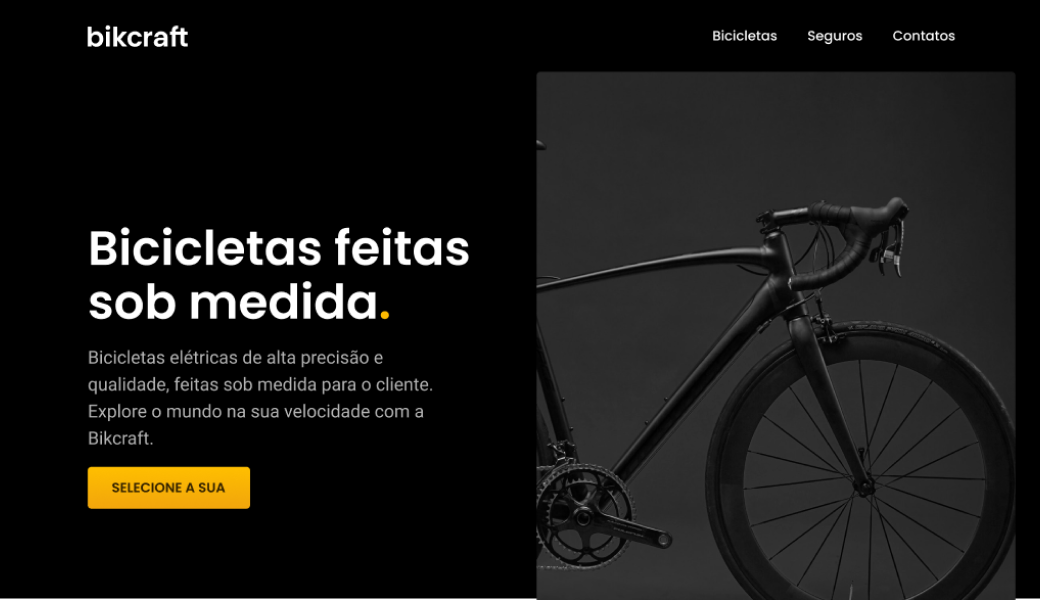 bikcraft
Bicicletas
Seguros
Contatos
Bicicletas feitas
sob medida.
Bicicletas elétricas de alta precisão e
qualidade, feitas sob medida para o cliente.
Explore o mundo na sua velocidade com a
Bikcraft.
SELECIONE A SUA